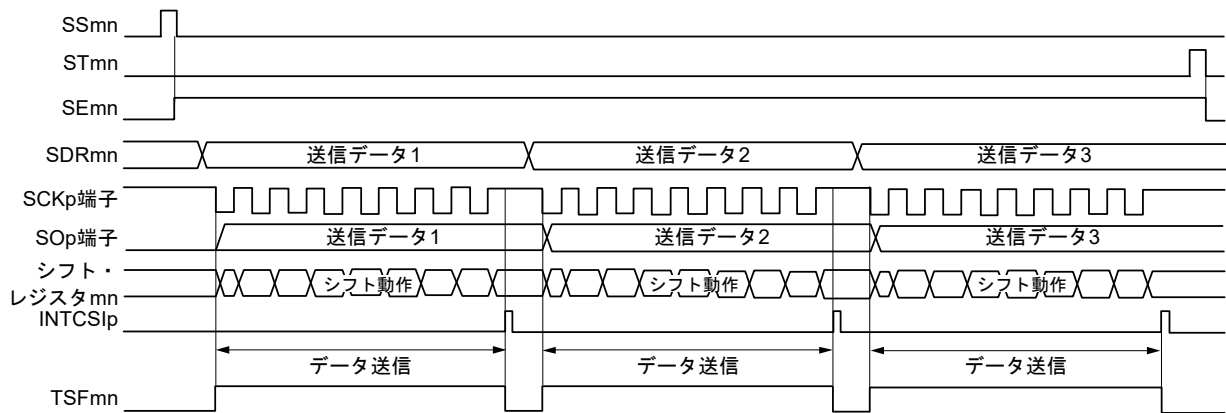 SSmn
STmn
SEmn
SDRmn 送信データ1 送信データ2 送信データ3
SCKp端子
SOp端子 送信データ1 送信データ2 送信データ3
シフト・
レジスタmn シフト動作 シフト動作 シフト動作
INTCSIp
データ送信 データ送信 データ送信
TSFmn